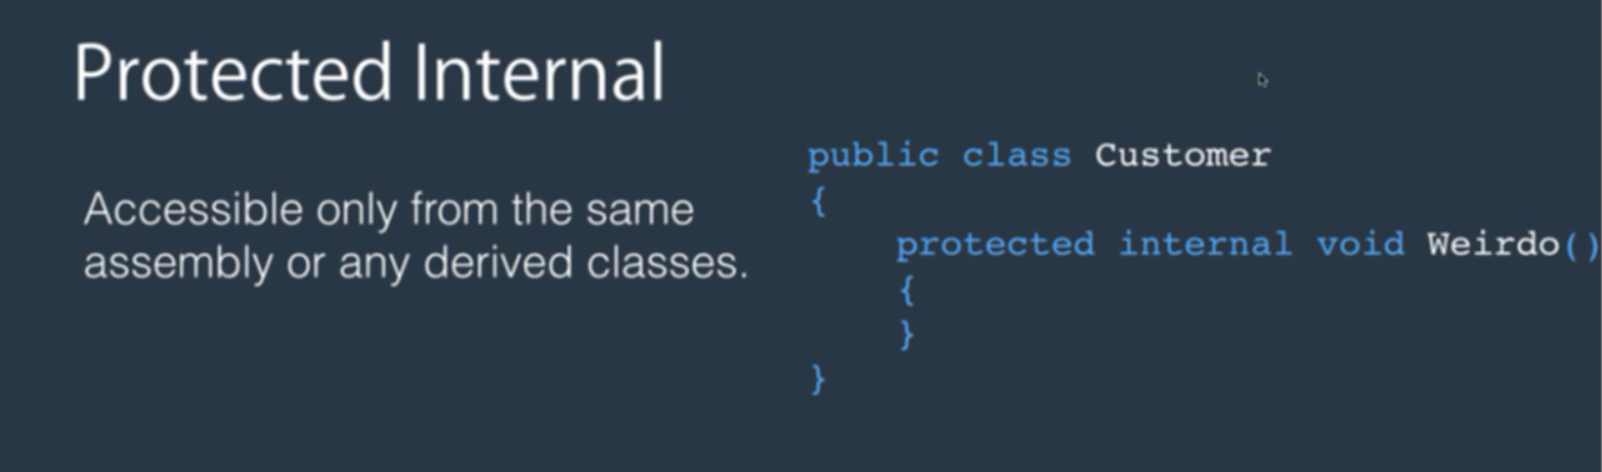 Protected Internal
Accessible only from the same
assembly or any derived classes.
public class Customer
{
    protected internal void Weirdo()
    {
    }
}